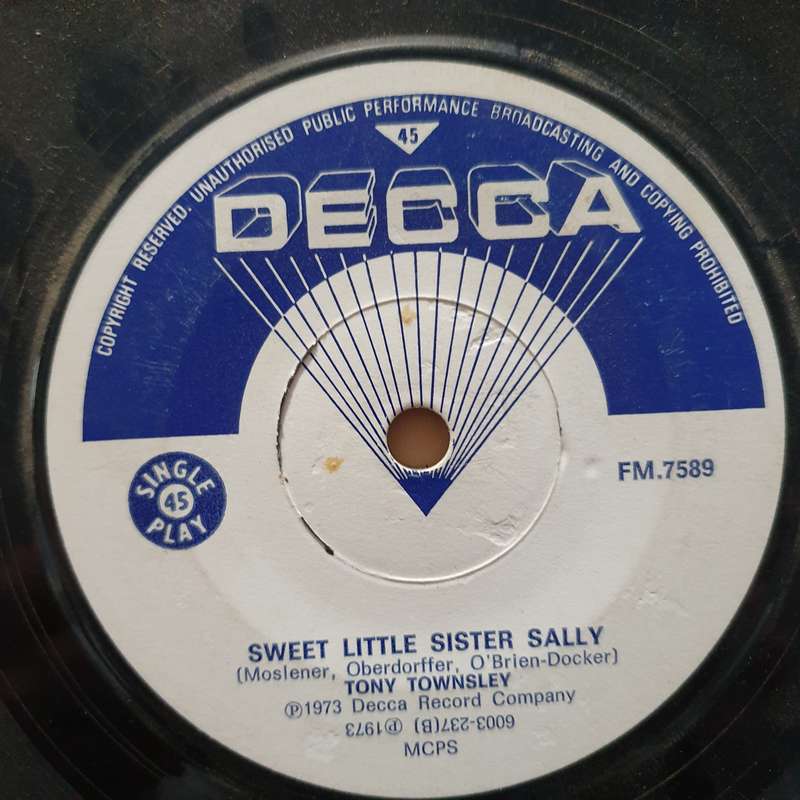 COPYRIGHT RESERVED. UNAUTHORISED PUBLIC PERFORMANCE BROADCASTING AND COPYING PROHIBITED
45
DECCA
SINGLE
45
PLAY
FM.7589
SWEET LITTLE SISTER SALLY
(Moslener, Oberdorffer, O'Brien-Docker)
TONY TOWNSLEY
℗1973 Decca Record Company
6003-237(B) ℗ 1973
MCPS